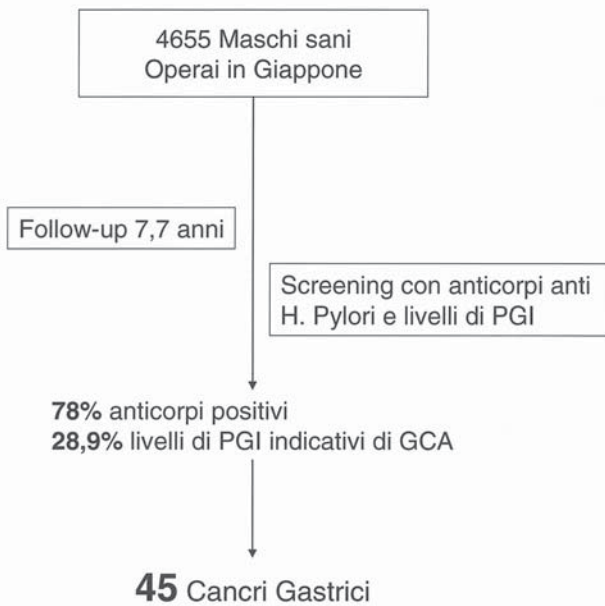 4655 Maschi sani
Operai in Giappone
Follow-up 7,7 anni
Screening con anticorpi anti
H. Pylori e livelli di PGI
78% anticorpi positivi
28,9% livelli di PGI indicativi di GCA
45 Cancri Gastrici